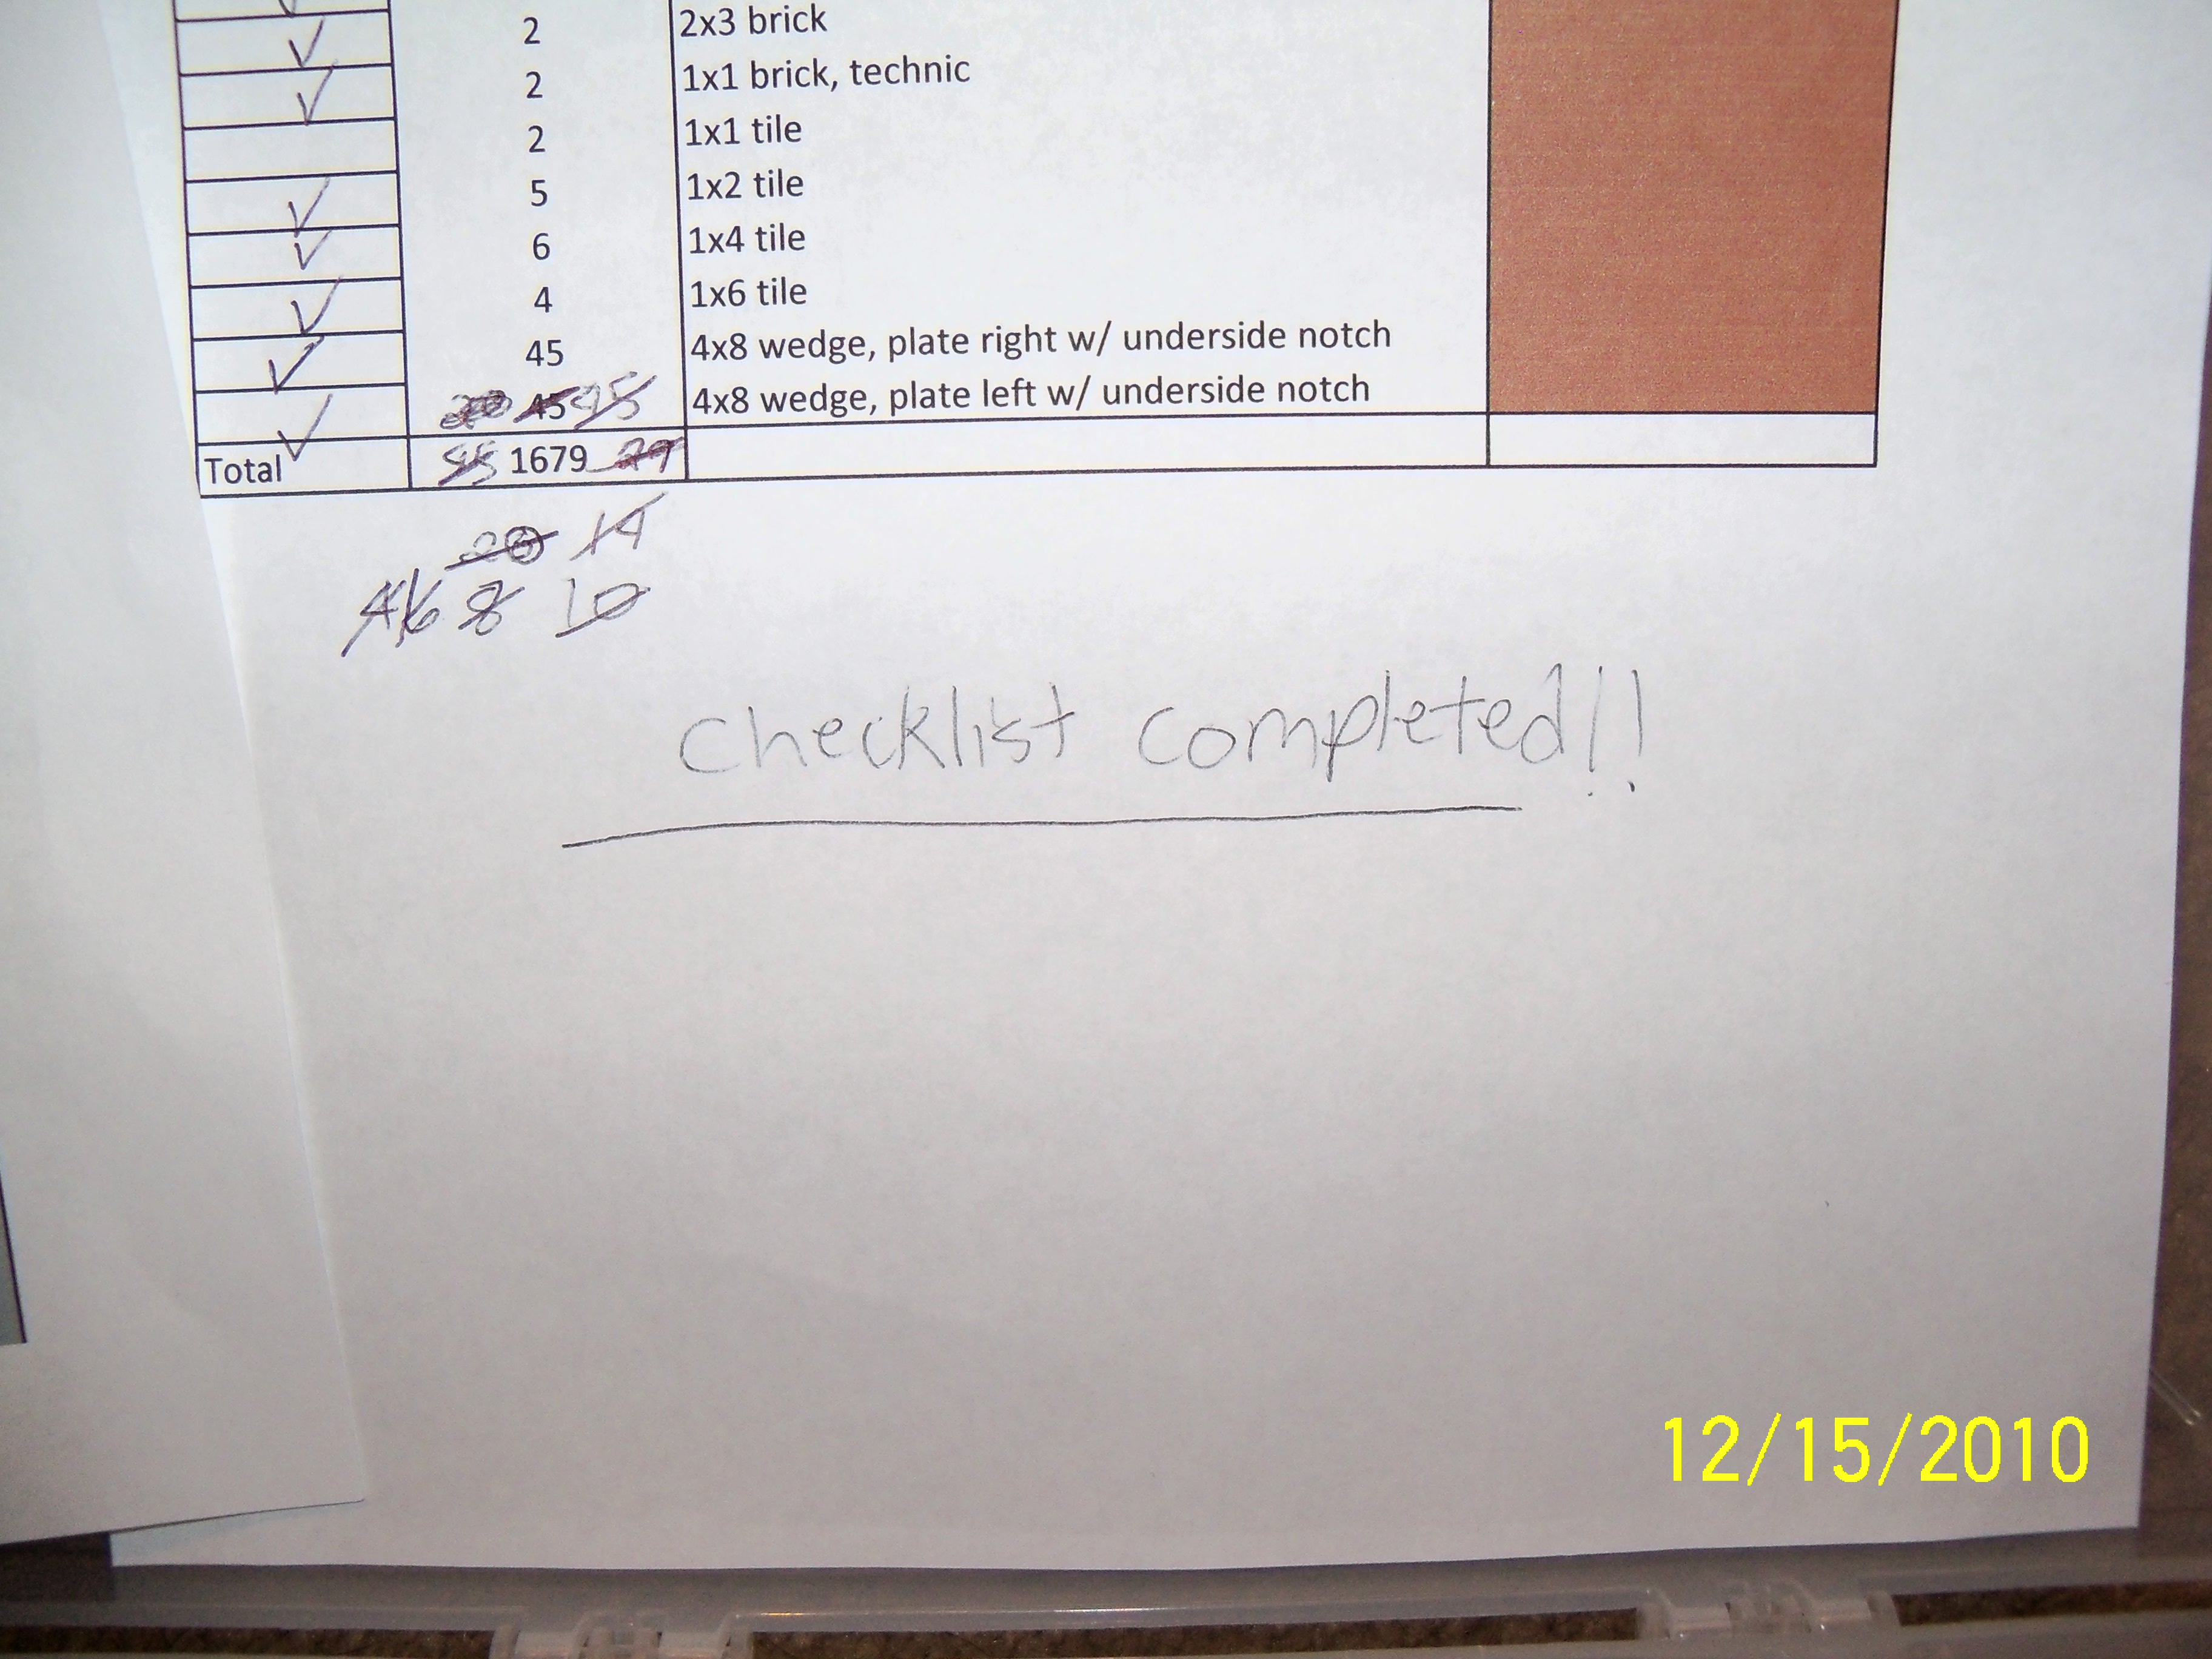 2 2x3 brick
2 1x1 brick, technic
2 1x1 tile
5 1x2 tile
6 1x4 tile
4 1x6 tile
45 4x8 wedge, plate right w/ underside notch
45 4x8 wedge, plate left w/ underside notch
Total 1679
14
8 10
Checklist completed!!
12/15/2010